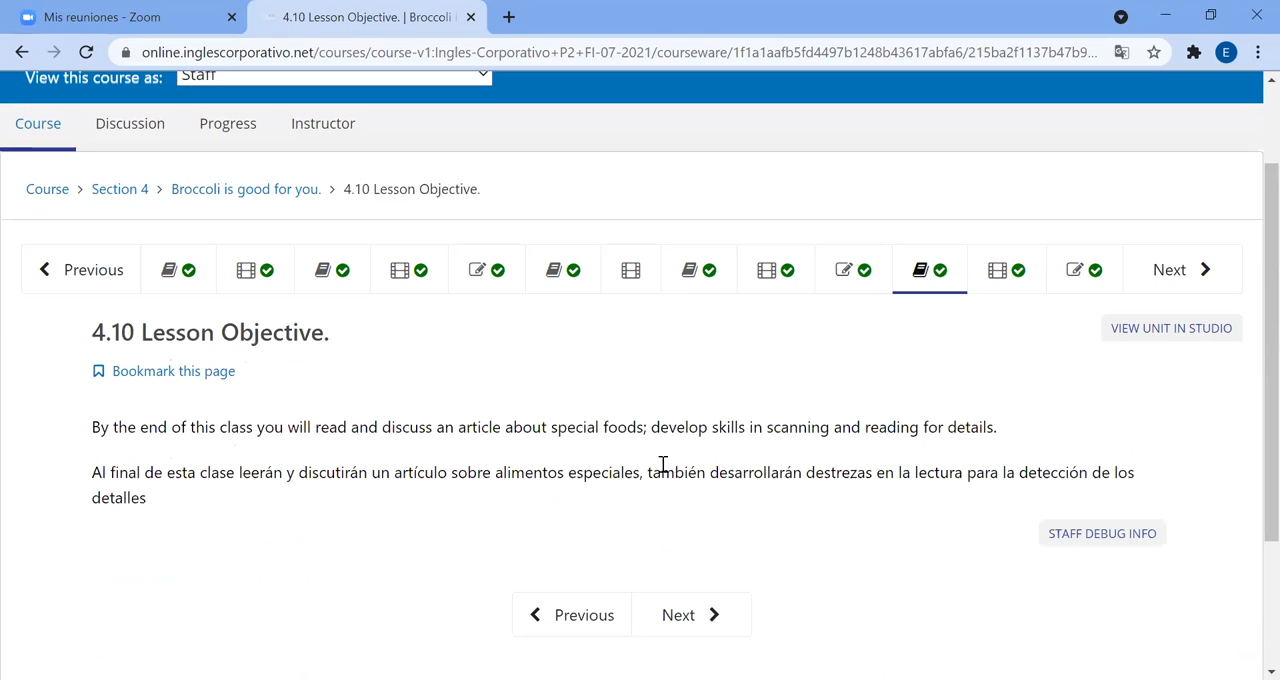 Mis reuniones - Zoom
4.10 Lesson Objective. | Broccoli
online.inglescorporativo.net/courses/course-v1:Ingles-Corporativo+P2+FI-07-2021/courseware/1f1a1aafb5fd4497b1248b43617abfa6/215ba2f1137b47b9...
E
View this course as:
Staff
Course
Discussion
Progress
Instructor
Course > Section 4 > Broccoli is good for you. > 4.10 Lesson Objective.
Previous
Next
4.10 Lesson Objective.
VIEW UNIT IN STUDIO
Bookmark this page
By the end of this class you will read and discuss an article about special foods; develop skills in scanning and reading for details.
Al final de esta clase leerán y discutirán un artículo sobre alimentos especiales, también desarrollarán destrezas en la lectura para la detección de los
detalles
STAFF DEBUG INFO
Previous
Next